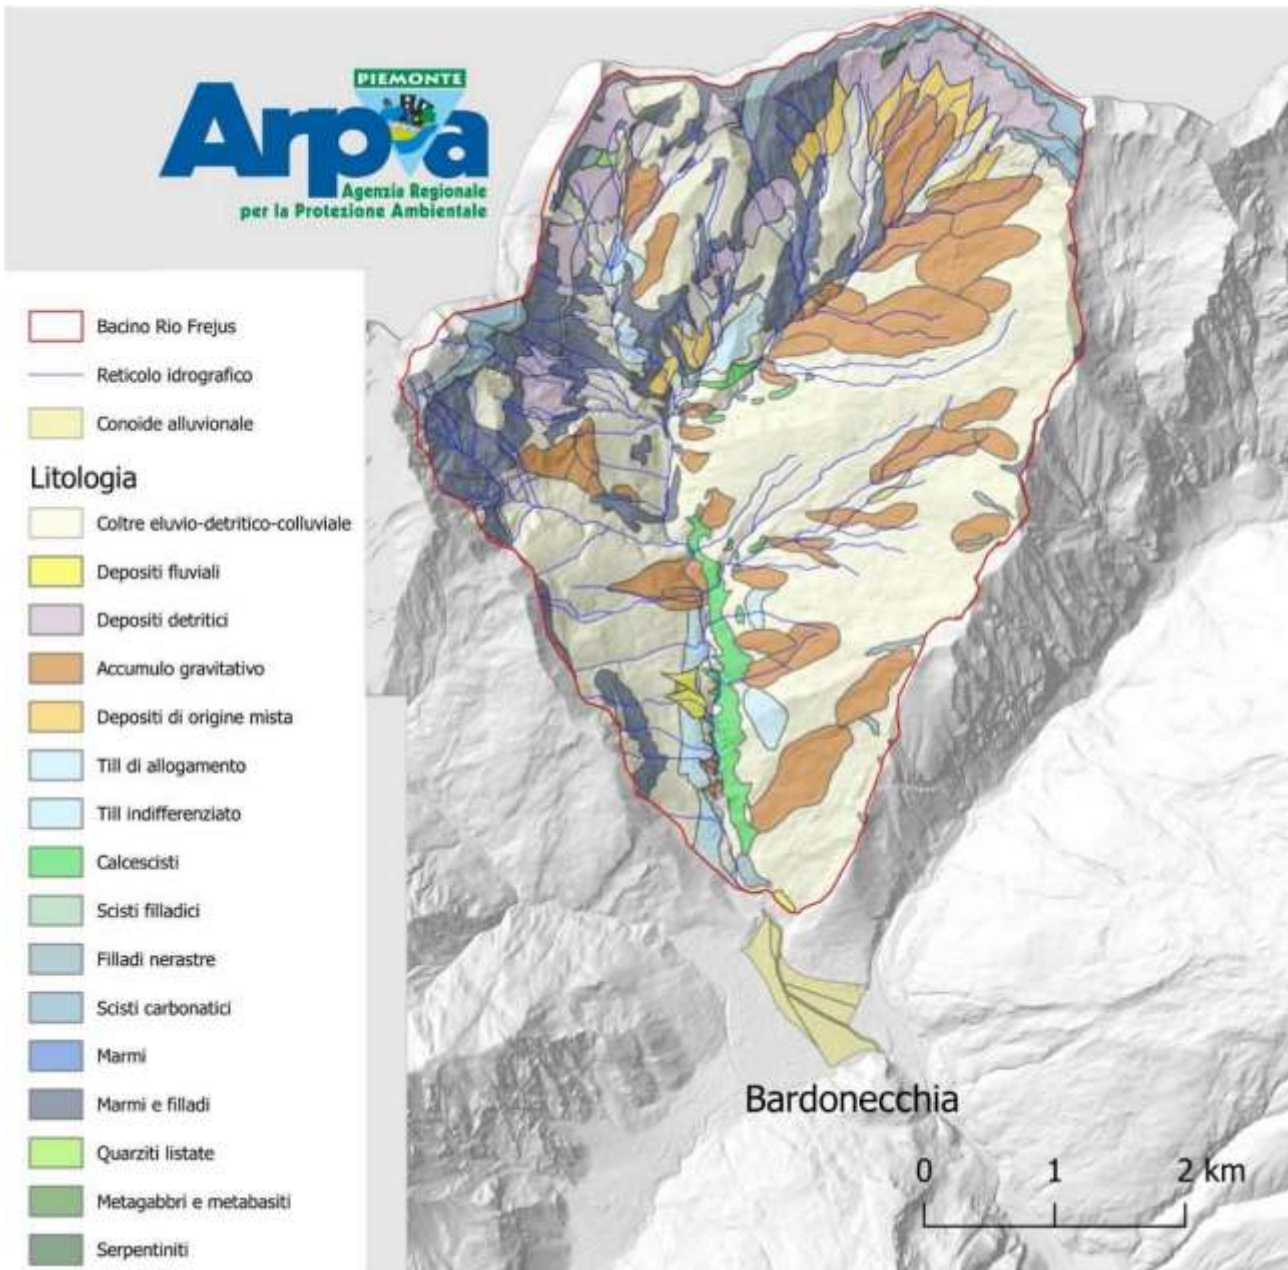 PIEMONTE
Arpa
Agenzia Regionale
per la Protezione Ambientale
Bacino Rio Frejus
Reticolo idrografico
Conoide alluvionale
Litologia
Coltre eluvio-detritico-colluviale
Depositi fluviali
Depositi detritici
Accumulo gravitativo
Depositi di origine mista
Till di allogamento
Till indifferenziato
Calcescisti
Scisti filladici
Filladi nerastre
Scisti carbonatici
Marmi
Marmi e filladi
Quarziti listate
Metagabbri e metabasiti
Serpentiniti
Bardonecchia
0 1 2 km